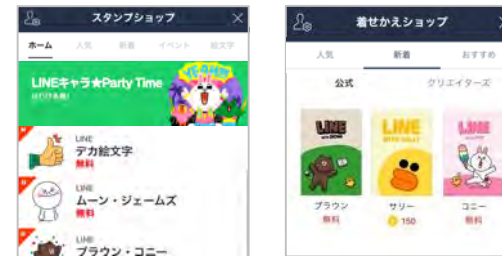 スタンプショップ
ホーム 人気 新着 イベント 絵文字
LINEキャラ★Party Time
LINE
デカ絵文字
無料
LINE
ムーン・ジェームズ
無料
LINE
ブラウン・コニー
着せかえショップ
人気 新着 おすすめ
公式 クリエイターズ
LINE
LINE
LINE
ブラウン サリー コニー
無料 150 無料